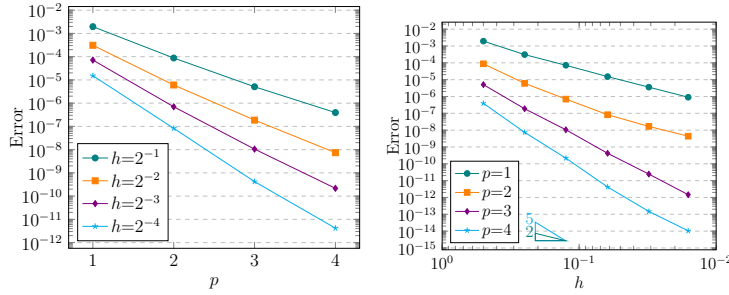 10⁻²
10⁻³
10⁻⁴
10⁻⁵
10⁻⁶
10⁻⁷
10⁻⁸
10⁻⁹
10⁻¹⁰
10⁻¹¹
10⁻¹²
Error
h=2⁻¹
h=2⁻²
h=2⁻³
h=2⁻⁴
1 2 3 4
p
10⁻²
10⁻³
10⁻⁴
10⁻⁵
10⁻⁶
10⁻⁷
10⁻⁸
10⁻⁹
10⁻¹⁰
10⁻¹¹
10⁻¹²
10⁻¹³
10⁻¹⁴
10⁻¹⁵
Error
p=1
p=2
p=3
p=4
5
2
10⁰ 10⁻¹ 10⁻²
h